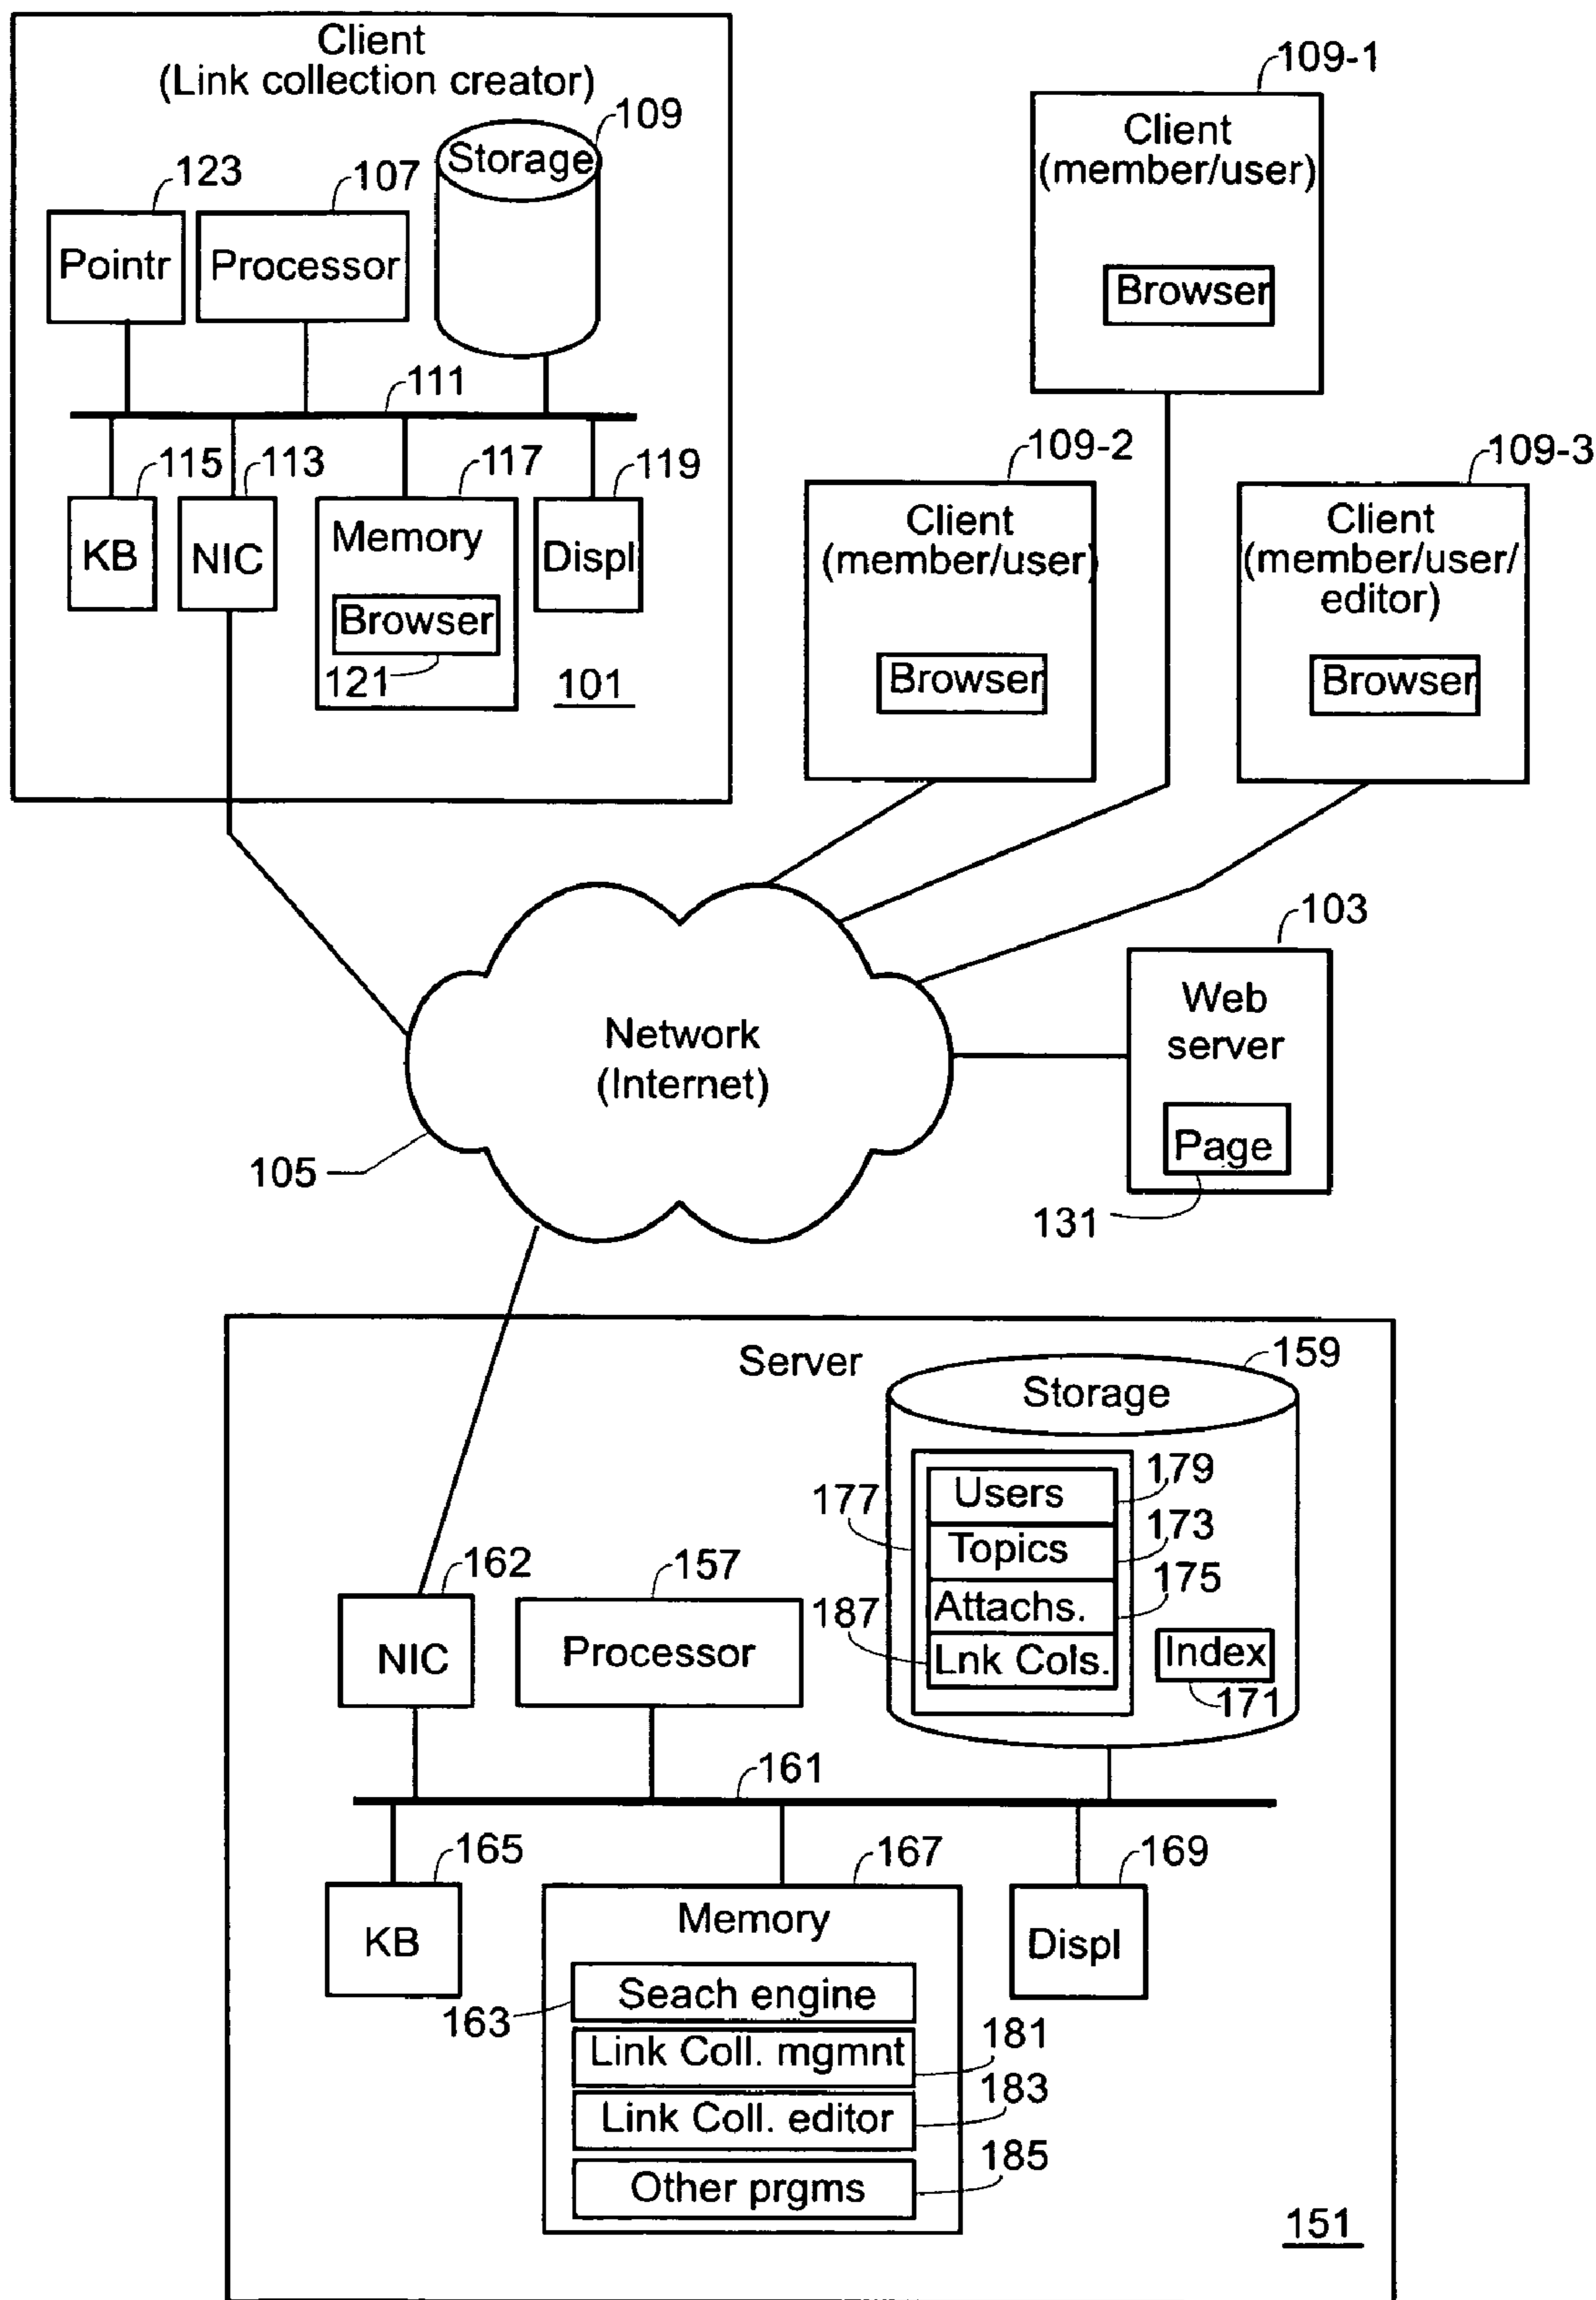 Client
(Link collection creator)
109
Storage
123
107
Pointr
Processor
111
115
113
117
119
KB
NIC
Memory
Displ
Browser
121
101
109-1
Client
(member/user)
Browser
109-2
Client
(member/user)
Browser
109-3
Client
(member/user/
editor)
Browser
Network
(Internet)
105
103
Web
server
Page
131
Server
159
Storage
177
179
Users
173
Topics
175
Attachs.
187
Lnk Cols.
Index
171
162
NIC
157
Processor
161
165
KB
167
Memory
169
Displ
Seach engine
163
Link Coll. mgmnt
181
Link Coll. editor
183
Other prgms
185
151